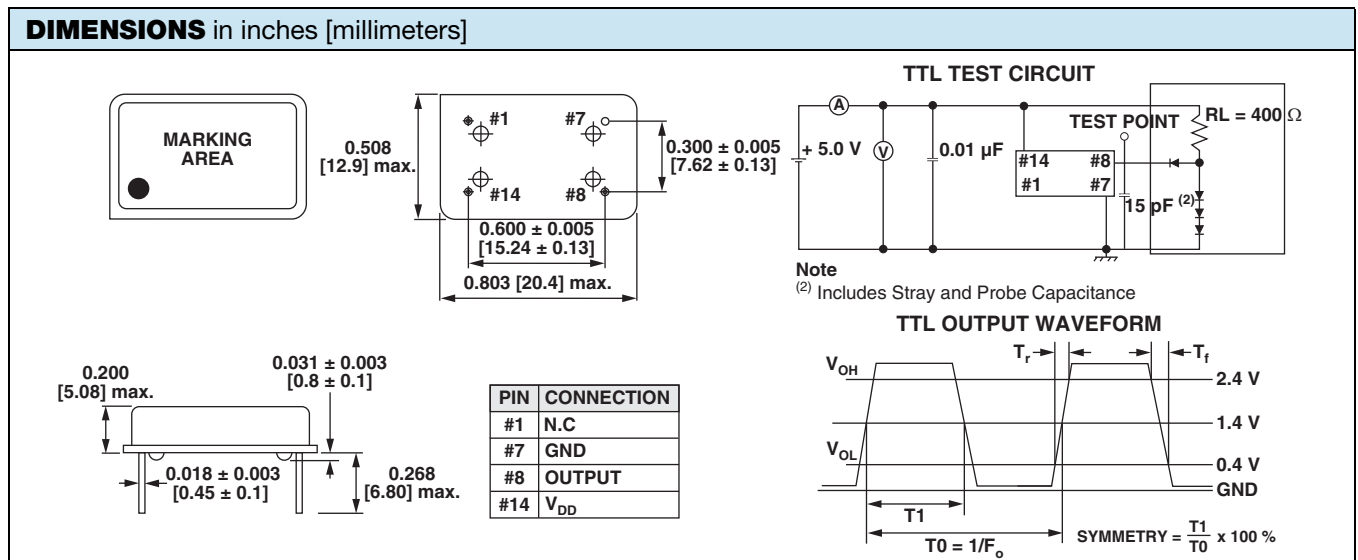 DIMENSIONS in inches [millimeters]
MARKING
AREA
0.508
[12.9] max.
#1
#7
#14
#8
0.300 ± 0.005
[7.62 ± 0.13]
0.600 ± 0.005
[15.24 ± 0.13]
0.803 [20.4] max.
TTL TEST CIRCUIT
A
+ 5.0 V
V
0.01 µF
TEST POINT
RL = 400 Ω
#14 #8
#1 #7
15 pF (2)
Note
(2) Includes Stray and Probe Capacitance
0.200
[5.08] max.
0.031 ± 0.003
[0.8 ± 0.1]
0.018 ± 0.003
[0.45 ± 0.1]
0.268
[6.80] max.
PIN CONNECTION
#1 N.C
#7 GND
#8 OUTPUT
#14 VDD
TTL OUTPUT WAVEFORM
Tr
Tf
VOH
2.4 V
1.4 V
VOL
0.4 V
GND
T1
T0 = 1/Fo
SYMMETRY = T1/T0 x 100 %